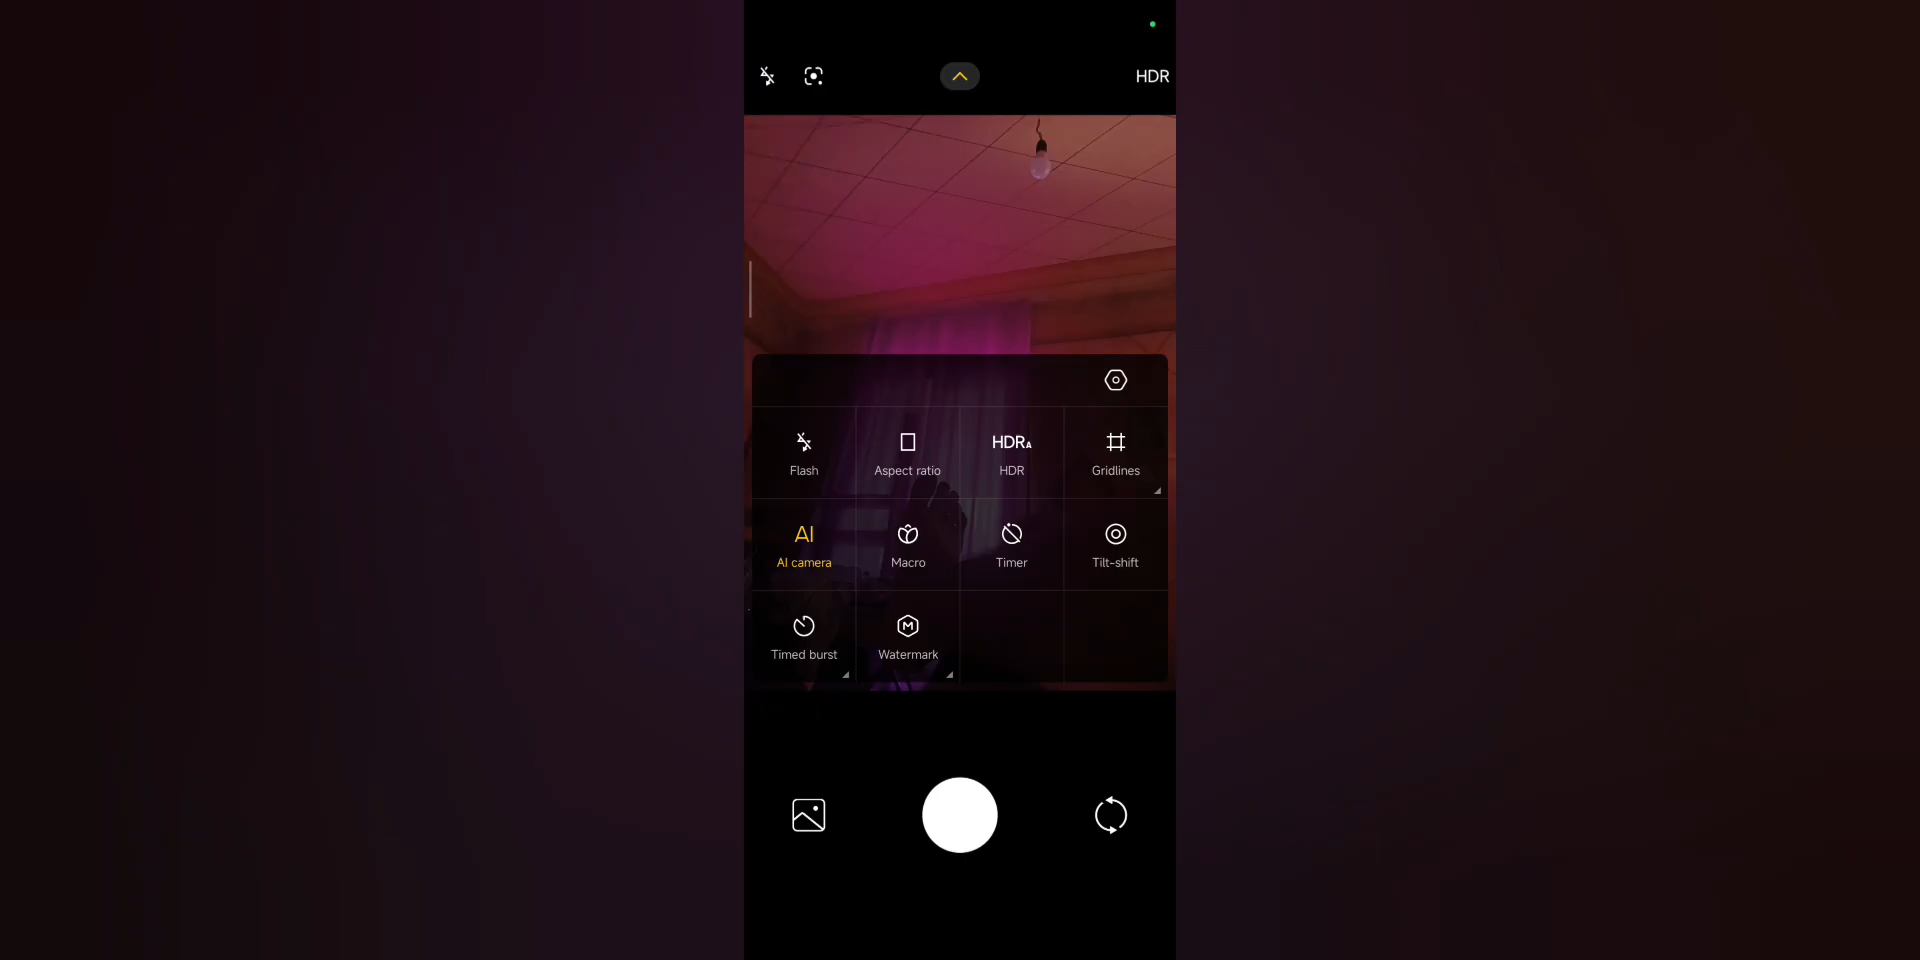 HDR
Flash
Aspect ratio
HDRA
HDR
Gridlines
AI
AI camera
Macro
Timer
Tilt-shift
Timed burst
M
Watermark